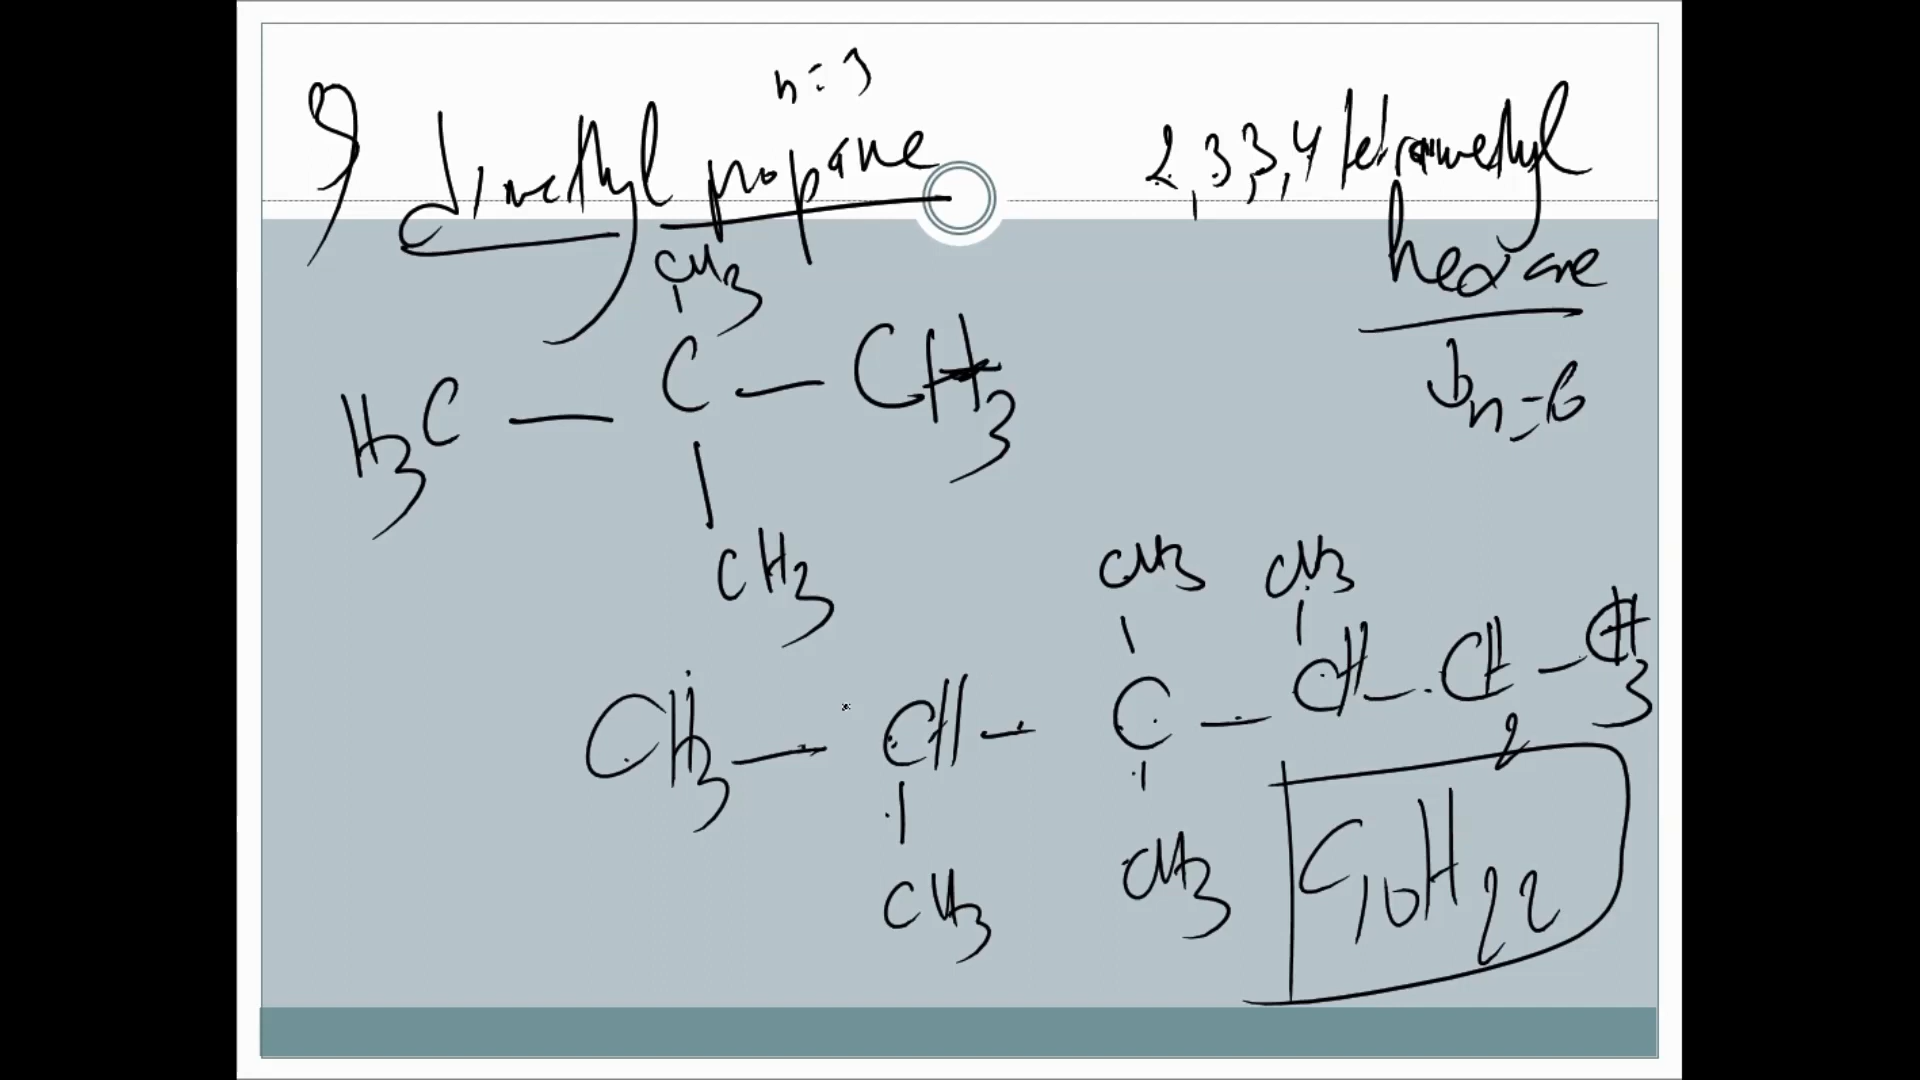 n = 3
dimethyl propane
2,3,3,4 tetramethyl
hexane
n = 6
CH3
H3C — C — CH3
CH3
CH3 CH3
CH3 — CH — C — CH — CH2 — CH3
CH3 CH3
C10H22